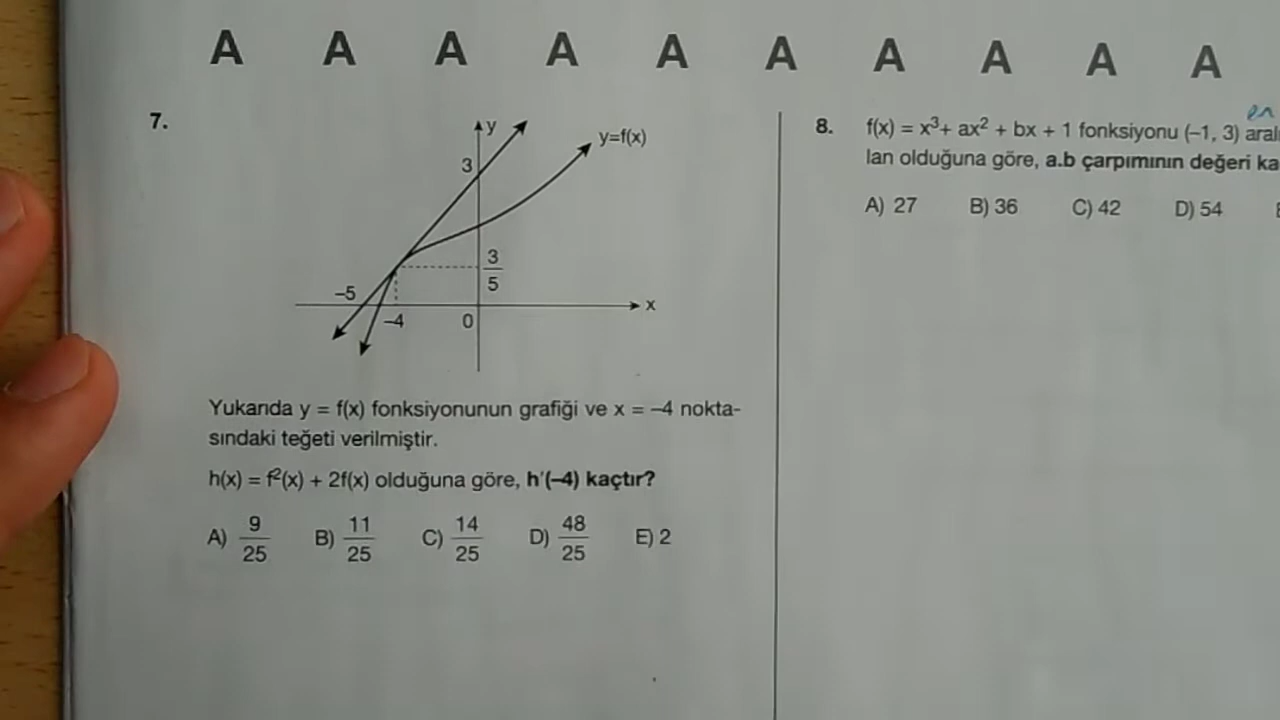 A A A A A A A A A A
7.
y
y=f(x)
3
3
5
-5
-4
0
x
Yukarıda y = f(x) fonksiyonunun grafiği ve x = -4 nokta-
sındaki teğeti verilmiştir.
h(x) = f²(x) + 2f(x) olduğuna göre, h'(-4) kaçtır?
A) 9/25 B) 11/25 C) 14/25 D) 48/25 E) 2
8.
en
f(x) = x³+ ax² + bx + 1 fonksiyonu (-1, 3)
lan olduğuna göre, a.b çarpımının değeri
A) 27 B) 36 C) 42 D) 54